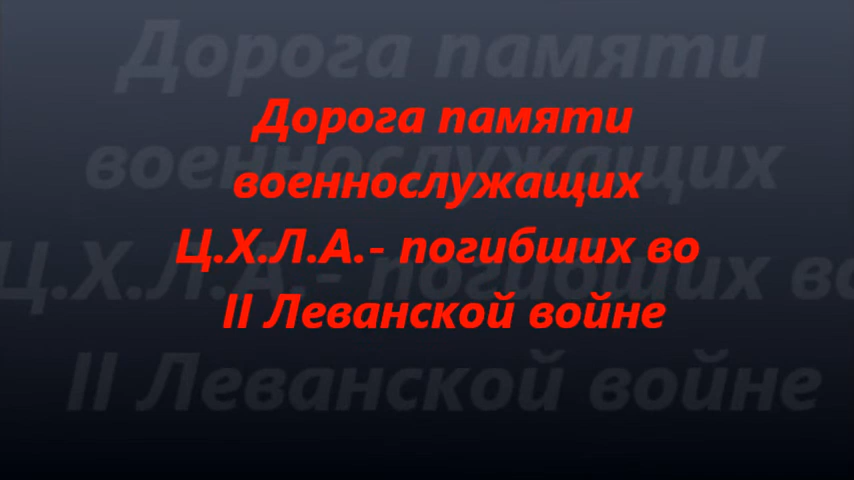 Дорога памяти
военнослужащих
Ц.Х.Л.А.- погибших во
II Леванской войне